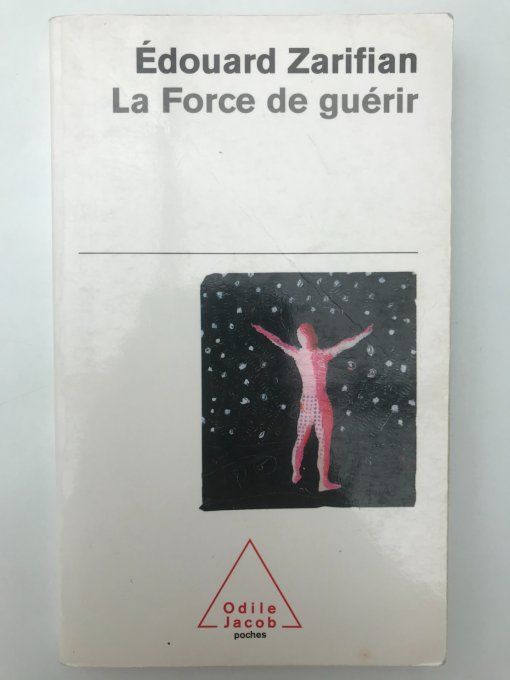 Édouard Zarifian
La Force de guérir
Odile
Jacob
poches